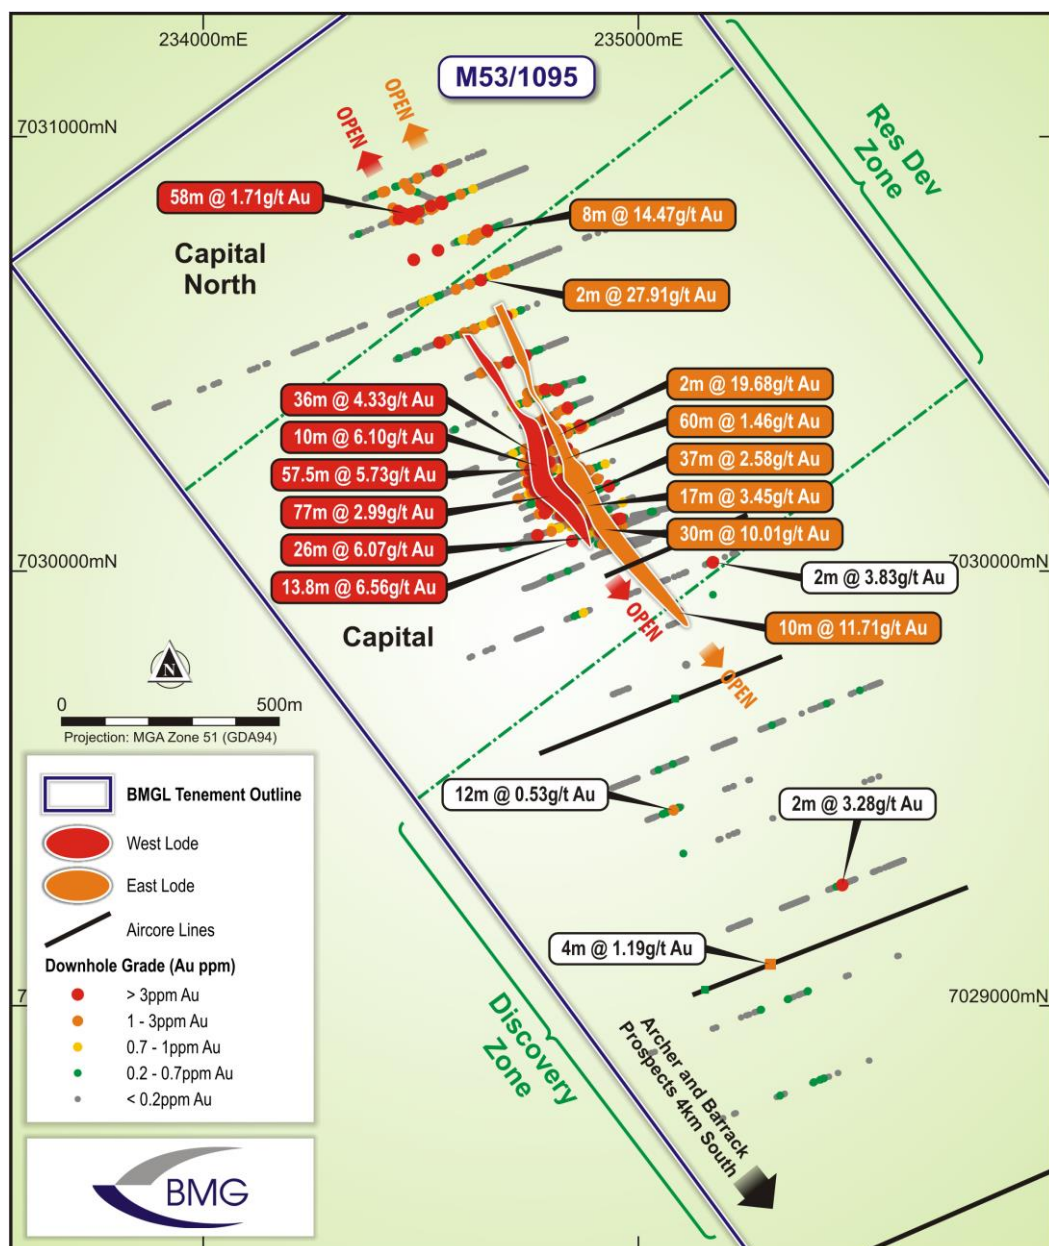 234000mE
235000mE
M53/1095
OPEN
OPEN
7031000mN
Res Dev
Zone
58m @ 1.71g/t Au
8m @ 14.47g/t Au
Capital
North
2m @ 27.91g/t Au
36m @ 4.33g/t Au
2m @ 19.68g/t Au
10m @ 6.10g/t Au
60m @ 1.46g/t Au
57.5m @ 5.73g/t Au
37m @ 2.58g/t Au
77m @ 2.99g/t Au
17m @ 3.45g/t Au
26m @ 6.07g/t Au
30m @ 10.01g/t Au
7030000mN
7030000mN
13.8m @ 6.56g/t Au
2m @ 3.83g/t Au
OPEN
Capital
10m @ 11.71g/t Au
OPEN
N
0
500m
Projection: MGA Zone 51 (GDA94)
12m @ 0.53g/t Au
2m @ 3.28g/t Au
4m @ 1.19g/t Au
BMGL Tenement Outline
West Lode
East Lode
Aircore Lines
Downhole Grade (Au ppm)
> 3ppm Au
1 - 3ppm Au
0.7 - 1ppm Au
0.2 - 0.7ppm Au
< 0.2ppm Au
7
7029000mN
Discovery
Zone
Archer and Barrack
Prospects 4km South
BMG